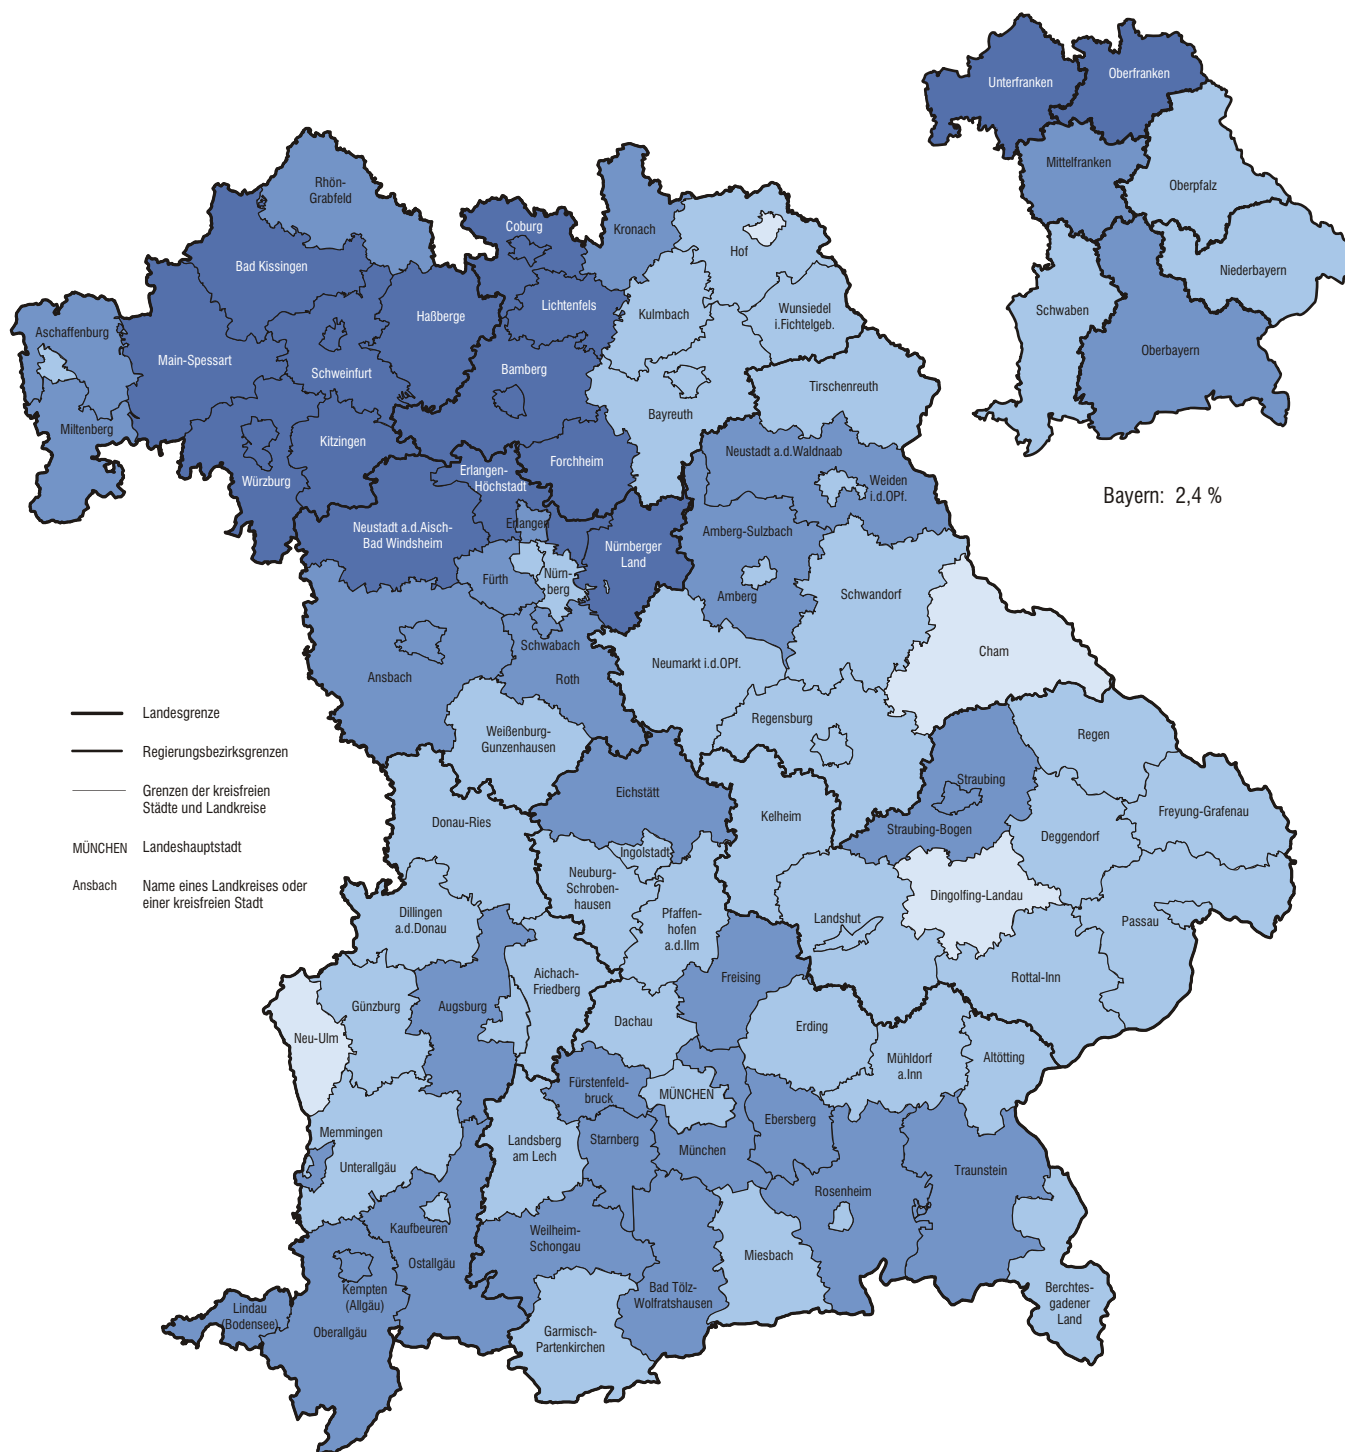 Unterfranken
Oberfranken
Mittelfranken
Oberpfalz
Niederbayern
Schwaben
Oberbayern
Bayern: 2,4 %
Rhön-
Grabfeld
Coburg
Kronach
Hof
Bad Kissingen
Lichtenfels
Kulmbach
Wunsiedel
i.Fichtelgeb.
Haßberge
Aschaffenburg
Main-Spessart
Schweinfurt
Bamberg
Tirschenreuth
Bayreuth
Miltenberg
Kitzingen
Würzburg
Forchheim
Erlangen-
Höchstadt
Neustadt a.d.Waldnaab
Weiden
i.d.OPf.
Neustadt a.d.Aisch-
Bad Windsheim
Erlangen
Nürnberger
Land
Amberg-Sulzbach
Fürth
Nürn-
berg
Amberg
Schwandorf
Schwabach
Cham
Ansbach
Roth
Neumarkt i.d.OPf.
Weißenburg-
Gunzenhausen
Regensburg
Regen
Landesgrenze
Regierungsbezirksgrenzen
Grenzen der kreisfreien
Städte und Landkreise
MÜNCHEN Landeshauptstadt
Ansbach Name eines Landkreises oder
einer kreisfreien Stadt
Straubing
Eichstätt
Freyung-Grafenau
Donau-Ries
Kelheim
Straubing-Bogen
Deggendorf
Ingolstadt
Neuburg-
Schroben-
hausen
Dingolfing-Landau
Dillingen
a.d.Donau
Pfaffen-
hofen
a.d.Ilm
Landshut
Passau
Aichach-
Friedberg
Freising
Rottal-Inn
Günzburg
Augsburg
Dachau
Erding
Neu-Ulm
Mühldorf
a.Inn
Altötting
Fürstenfeld-
bruck
MÜNCHEN
Ebersberg
Memmingen
Unterallgäu
Landsberg
am Lech
Starnberg
München
Traunstein
Rosenheim
Kaufbeuren
Weilheim-
Schongau
Ostallgäu
Miesbach
Kempten
(Allgäu)
Bad Tölz-
Wolfratshausen
Berchtes-
gadener
Land
Lindau
(Bodensee)
Oberallgäu
Garmisch-
Partenkirchen